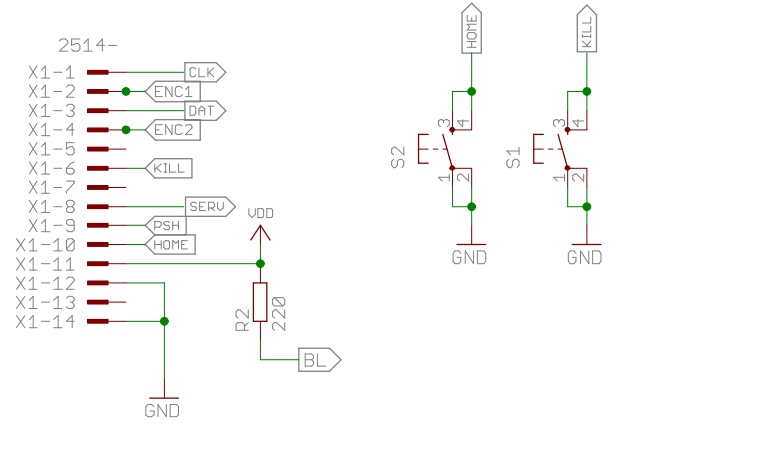 2514-
X1-1 CLK
X1-2 ENC1
X1-3 DAT
X1-4 ENC2
X1-5
X1-6 KILL
X1-7
X1-8 SERV
X1-9 PSH
X1-10 HOME
X1-11
X1-12
X1-13
X1-14
GND
VDD
R2
220
BL
HOME
3
4
S2
1
2
GND
KILL
3
4
S1
1
2
GND